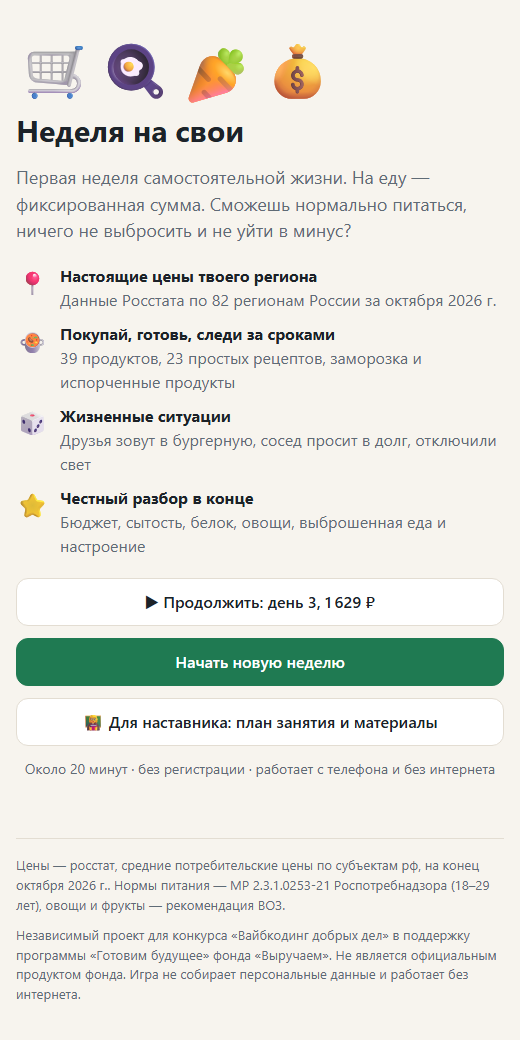 Неделя на свои
Первая неделя самостоятельной жизни. На еду —
фиксированная сумма. Сможешь нормально питаться,
ничего не выбросить и не уйти в минус?
Настоящие цены твоего региона
Данные Росстата по 82 регионам России за октября 2026 г.
Покупай, готовь, следи за сроками
39 продуктов, 23 простых рецептов, заморозка и
испорченные продукты
Жизненные ситуации
Друзья зовут в бургерную, сосед просит в долг, отключили
свет
Честный разбор в конце
Бюджет, сытость, белок, овощи, выброшенная еда и
настроение
▶ Продолжить: день 3, 1 629 ₽
Начать новую неделю
Для наставника: план занятия и материалы
Около 20 минут · без регистрации · работает с телефона и без интернета
Цены — росстат, средние потребительские цены по субъектам рф, на конец
октября 2026 г.. Нормы питания — МР 2.3.1.0253-21 Роспотребнадзора (18–29
лет), овощи и фрукты — рекомендация ВОЗ.
Независимый проект для конкурса «Вайбкодинг добрых дел» в поддержку
программы «Готовим будущее» фонда «Выручаем». Не является официальным
продуктом фонда. Игра не собирает персональные данные и работает без
интернета.